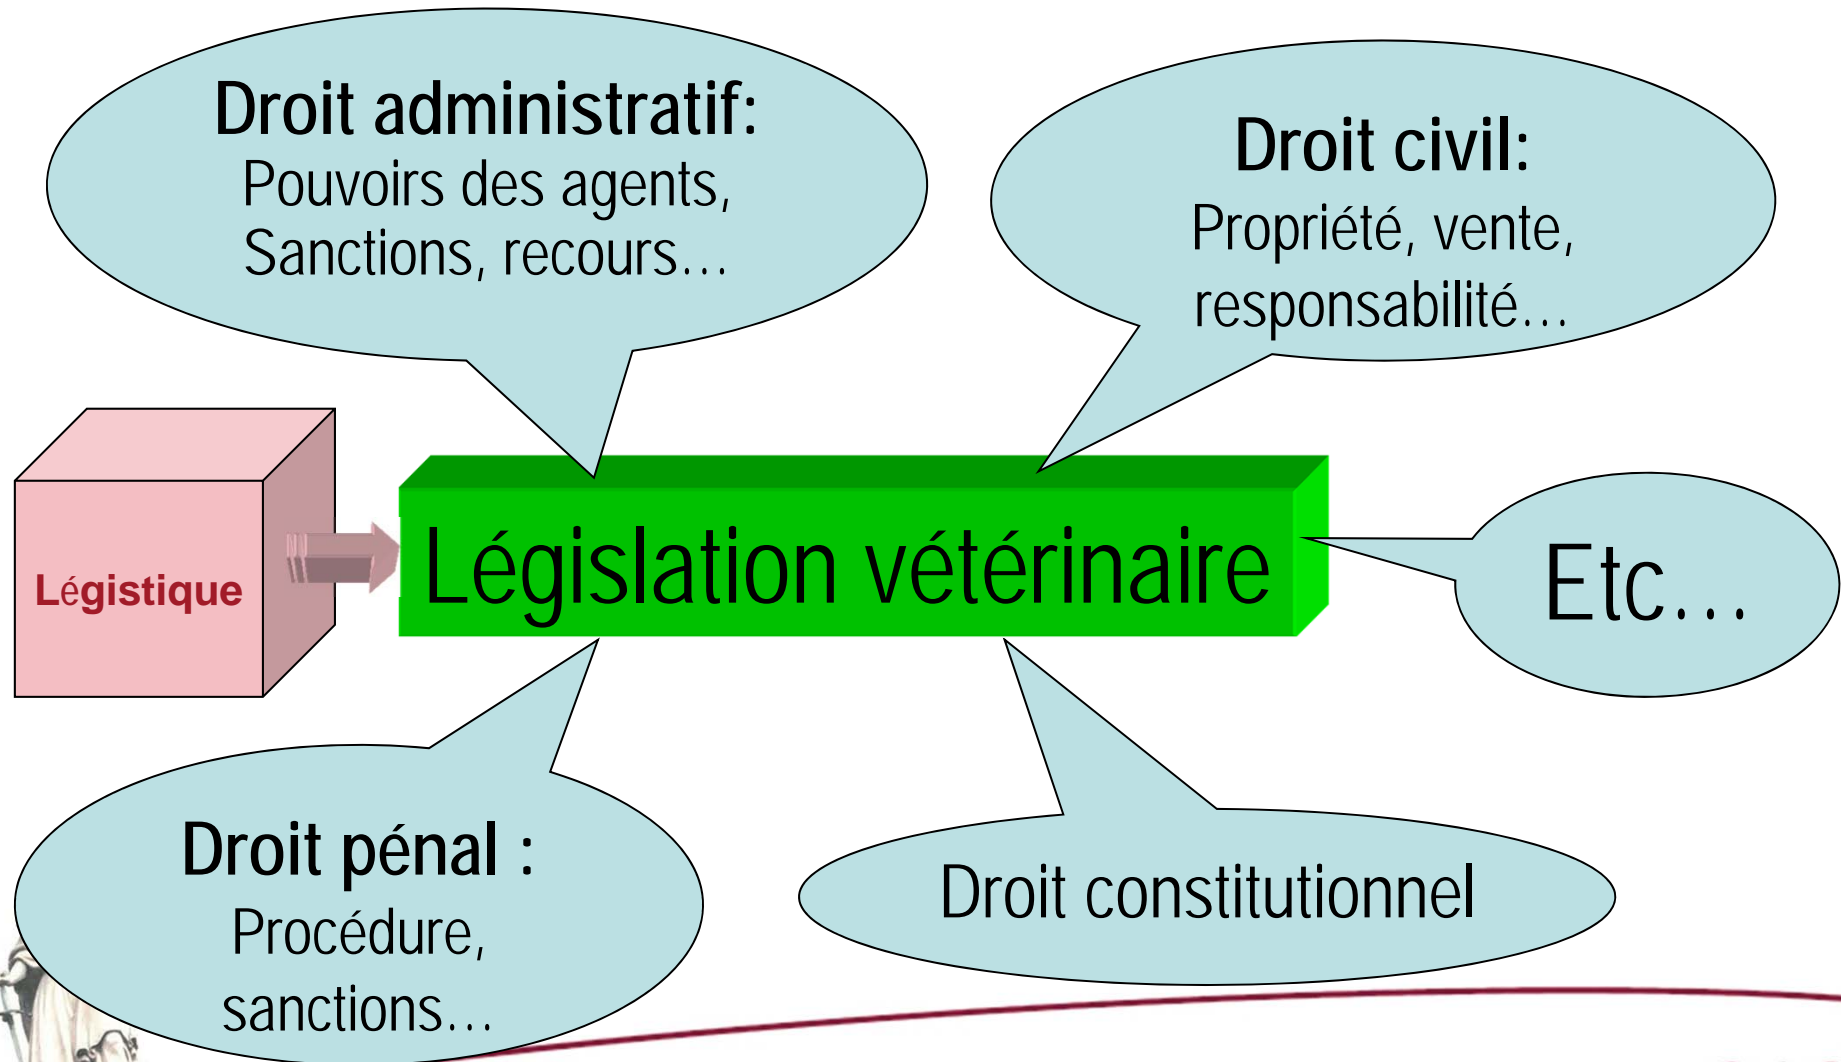 Droit administratif:
Pouvoirs des agents,
Sanctions, recours…
Droit civil:
Propriété, vente,
responsabilité…
Légistique
Législation vétérinaire
Etc…
Droit pénal :
Procédure,
sanctions…
Droit constitutionnel